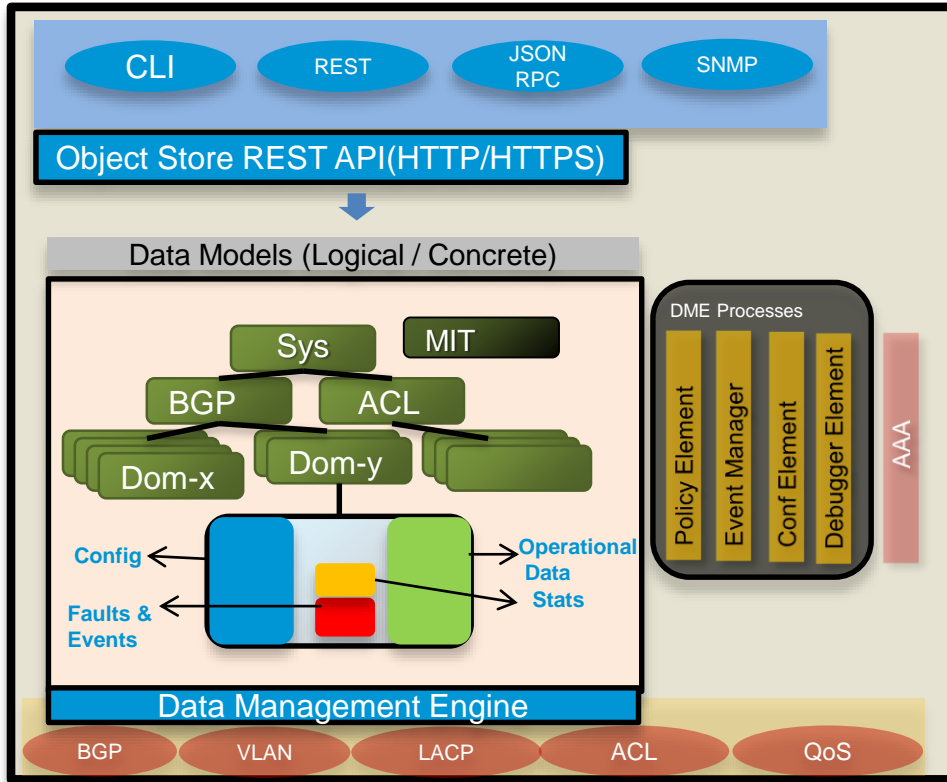 CLI
REST
JSON
RPC
SNMP
Object Store REST API(HTTP/HTTPS)
Data Models (Logical / Concrete)
Sys
MIT
BGP
ACL
Dom-x
Dom-y
Config
Operational
Data
Stats
Faults &
Events
Data Management Engine
DME Processes
Policy Element
Event Manager
Conf Element
Debugger Element
AAA
BGP
VLAN
LACP
ACL
QoS